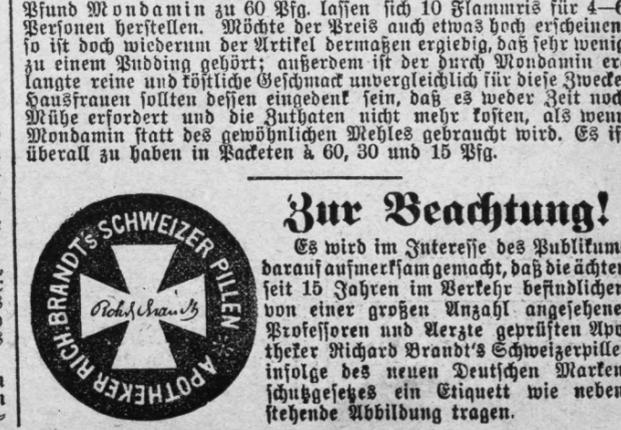 Pfund Mondamin zu 60 Pfg. lassen sich 10 Flammris für 4—6
Personen herstellen. Möchte der Preis auch etwas hoch erscheinen
so ist doch wiederum der Artikel dermaßen ergiedig, daß sehr wenig
zu einem Pudding gehört; außerdem ist der durch Mondamin er
langte reine und köstliche Geschmack unvergleichlich für diese Zwecke
Hausfrauen sollten dessen eingedenk sein, daß es weder Zeit noch
Mühe erfordert und die Zuthaten nicht mehr kosten, als wenn
Mondamin statt des gewöhnlichen Mehles gebraucht wird. Es is
überall zu haben in Packeten à 60, 30 und 15 Pfg.
APOTHEKER RICH. BRANDT's SCHWEIZER PILLEN
Zur Beachtung!
Es wird im Interesse des Publikum
darauf aufmerksam gemacht, daß die ächten
seit 15 Jahren im Verkehr befindlichen
von einer großen Anzahl angesehene
Professoren und Aerzte geprüften Apo
theker Richard Brandt's Schweizerpille
infolge des neuen Deutschen Marken
schutzgesetzes ein Etiquett wie neben
stehende Abbildung tragen.